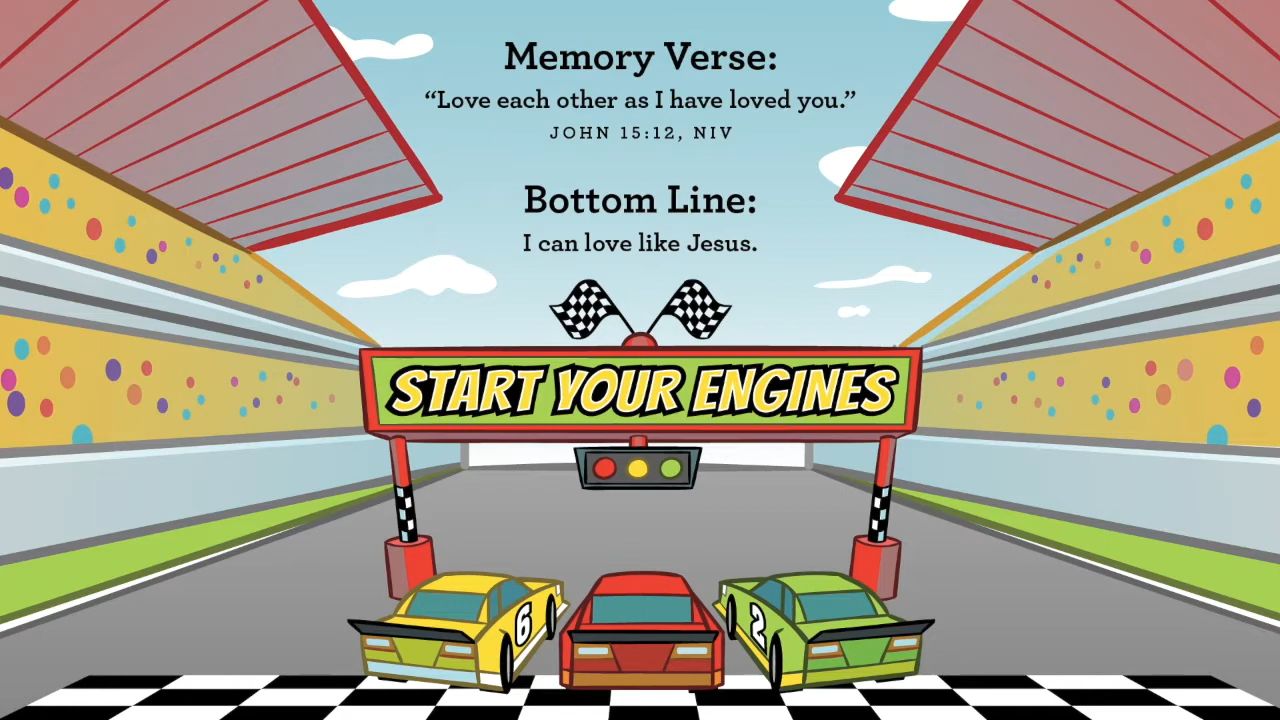 Memory Verse:
“Love each other as I have loved you.”
JOHN 15:12, NIV
Bottom Line:
I can love like Jesus.
START YOUR ENGINES
6
2